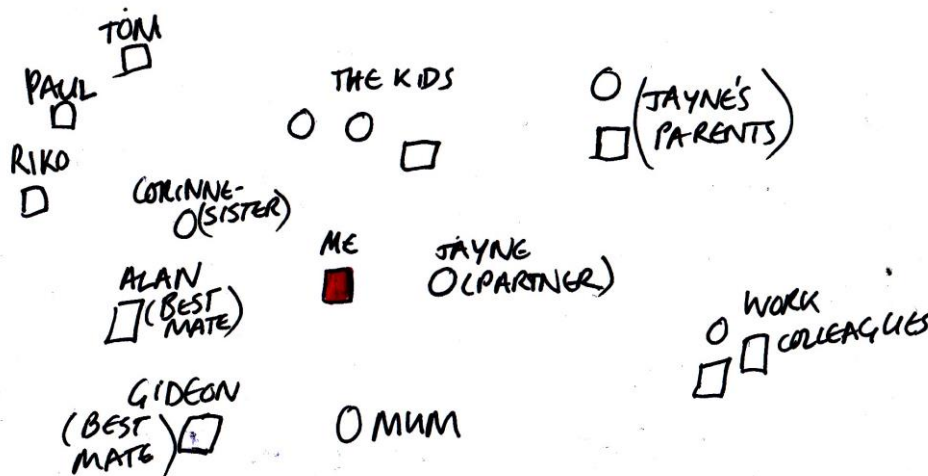 TOM
PAUL
RIKO
THE KIDS
(JAYNE'S
PARENTS)
CORINNE-
(SISTER)
ME
JAYNE
(PARTNER)
ALAN
(BEST
MATE)
WORK
COLLEAGUES
GIDEON
(BEST
MATE)
MUM